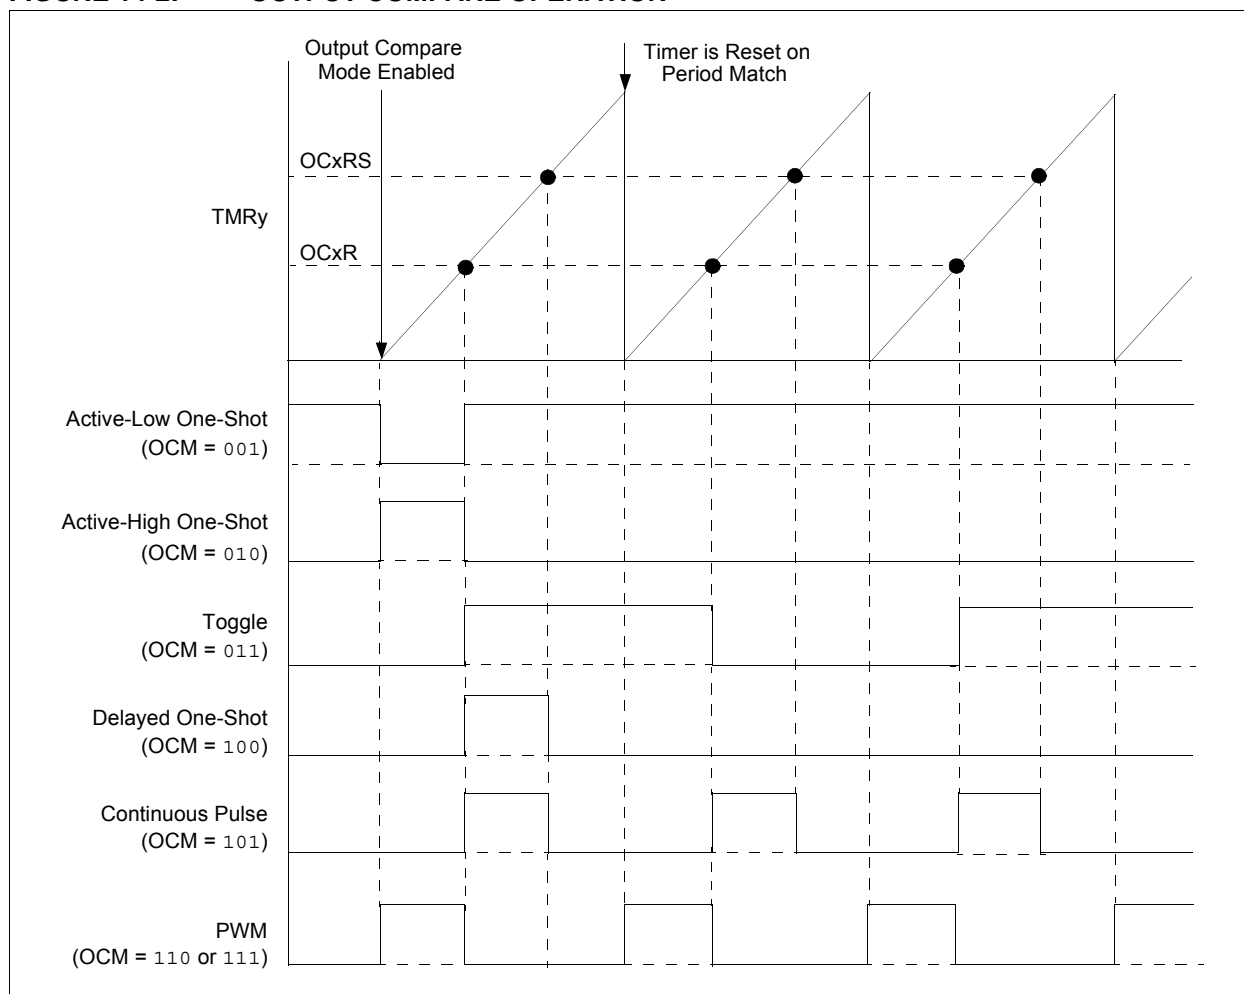 Output Compare
Mode Enabled
Timer is Reset on
Period Match
OCxRS
TMRy
OCxR
Active-Low One-Shot
(OCM = 001)
Active-High One-Shot
(OCM = 010)
Toggle
(OCM = 011)
Delayed One-Shot
(OCM = 100)
Continuous Pulse
(OCM = 101)
PWM
(OCM = 110 or 111)